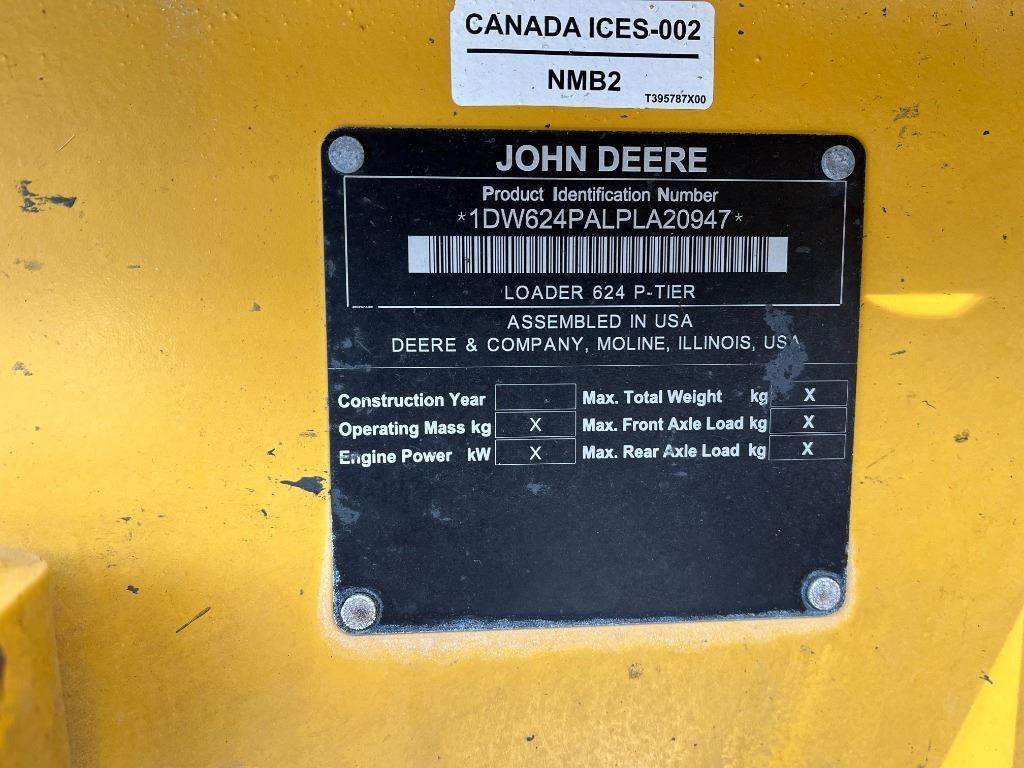 CANADA ICES-002
NMB2
T395787X00
JOHN DEERE
Product Identification Number
*1DW624PALPLA20947*
LOADER 624 P-TIER
ASSEMBLED IN USA
DEERE & COMPANY, MOLINE, ILLINOIS, USA
Construction Year Max. Total Weight kg X
Operating Mass kg X Max. Front Axle Load kg X
Engine Power kW X Max. Rear Axle Load kg X